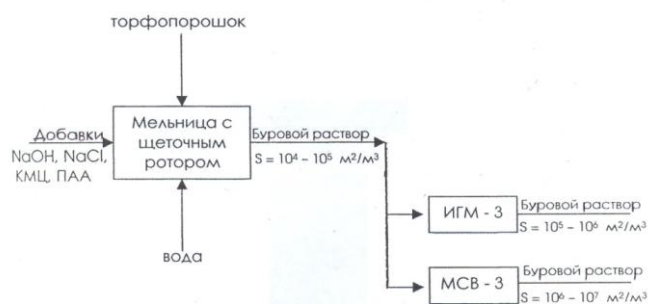 торфопорошок
Добавки
NaOH, NaCl,
КМЦ, ПАА
Мельница с
щеточным
ротором
Буровой раствор
S = 10⁴ – 10⁵ м²/м³
вода
ИГМ - 3
Буровой раствор
S = 10⁵ – 10⁶ м²/м³
МСВ - 3
Буровой раствор
S = 10⁶ – 10⁷ м²/м³